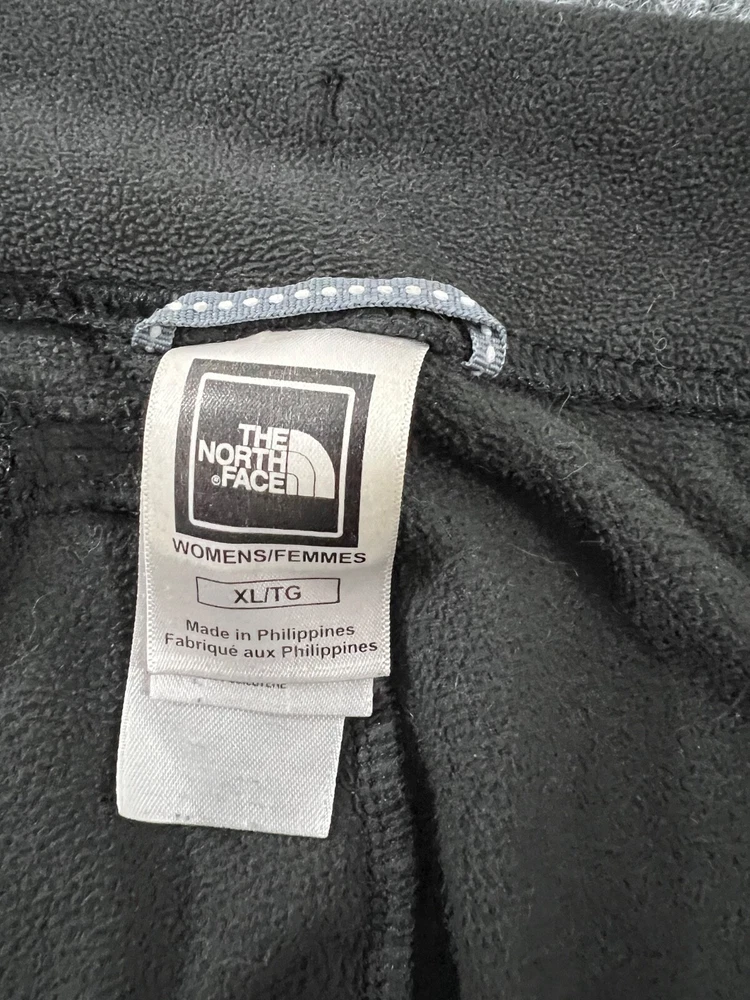 THE
NORTH
®FACE
WOMENS/FEMMES
XL/TG
Made in Philippines
Fabriqué aux Philippines